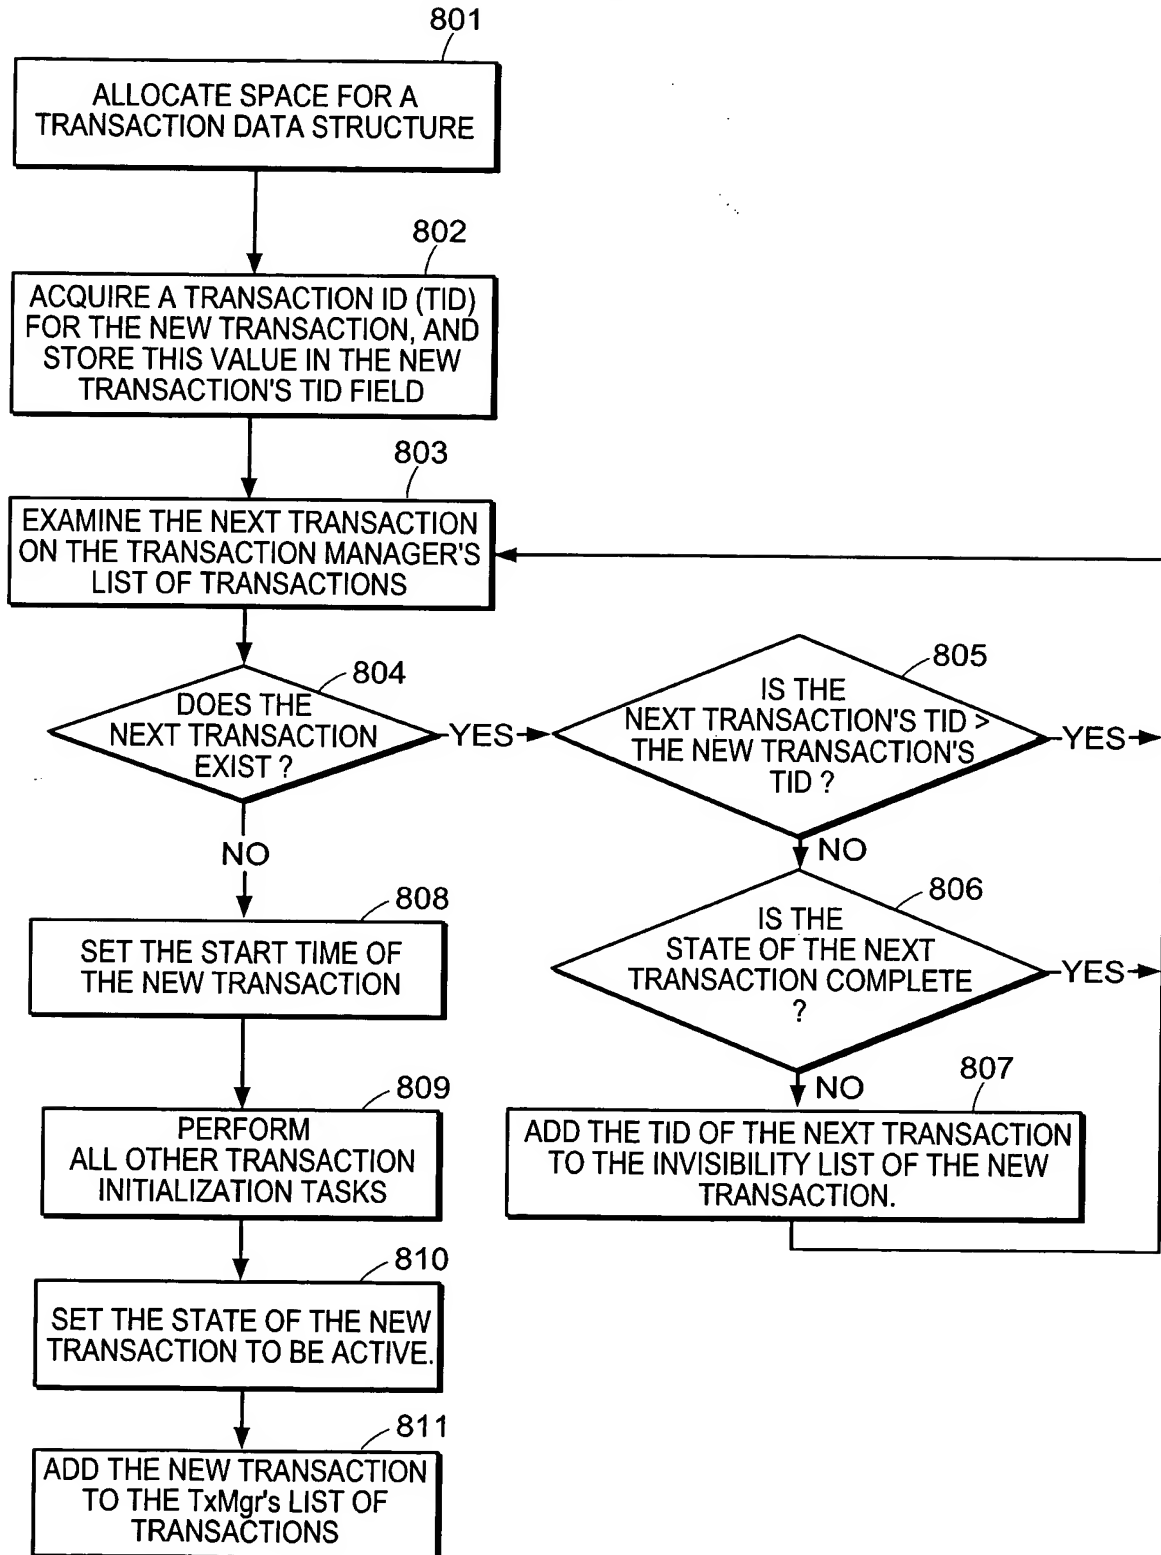 801
ALLOCATE SPACE FOR A
TRANSACTION DATA STRUCTURE
802
ACQUIRE A TRANSACTION ID (TID)
FOR THE NEW TRANSACTION, AND
STORE THIS VALUE IN THE NEW
TRANSACTION'S TID FIELD
803
EXAMINE THE NEXT TRANSACTION
ON THE TRANSACTION MANAGER'S
LIST OF TRANSACTIONS
804
DOES THE
NEXT TRANSACTION
EXIST ?
YES
805
IS THE
NEXT TRANSACTION'S TID >
THE NEW TRANSACTION'S
TID ?
YES
NO
NO
806
IS THE
STATE OF THE NEXT
TRANSACTION COMPLETE
?
YES
NO
807
ADD THE TID OF THE NEXT TRANSACTION
TO THE INVISIBILITY LIST OF THE NEW
TRANSACTION.
808
SET THE START TIME OF
THE NEW TRANSACTION
809
PERFORM
ALL OTHER TRANSACTION
INITIALIZATION TASKS
810
SET THE STATE OF THE NEW
TRANSACTION TO BE ACTIVE.
811
ADD THE NEW TRANSACTION
TO THE TxMgr's LIST OF
TRANSACTIONS